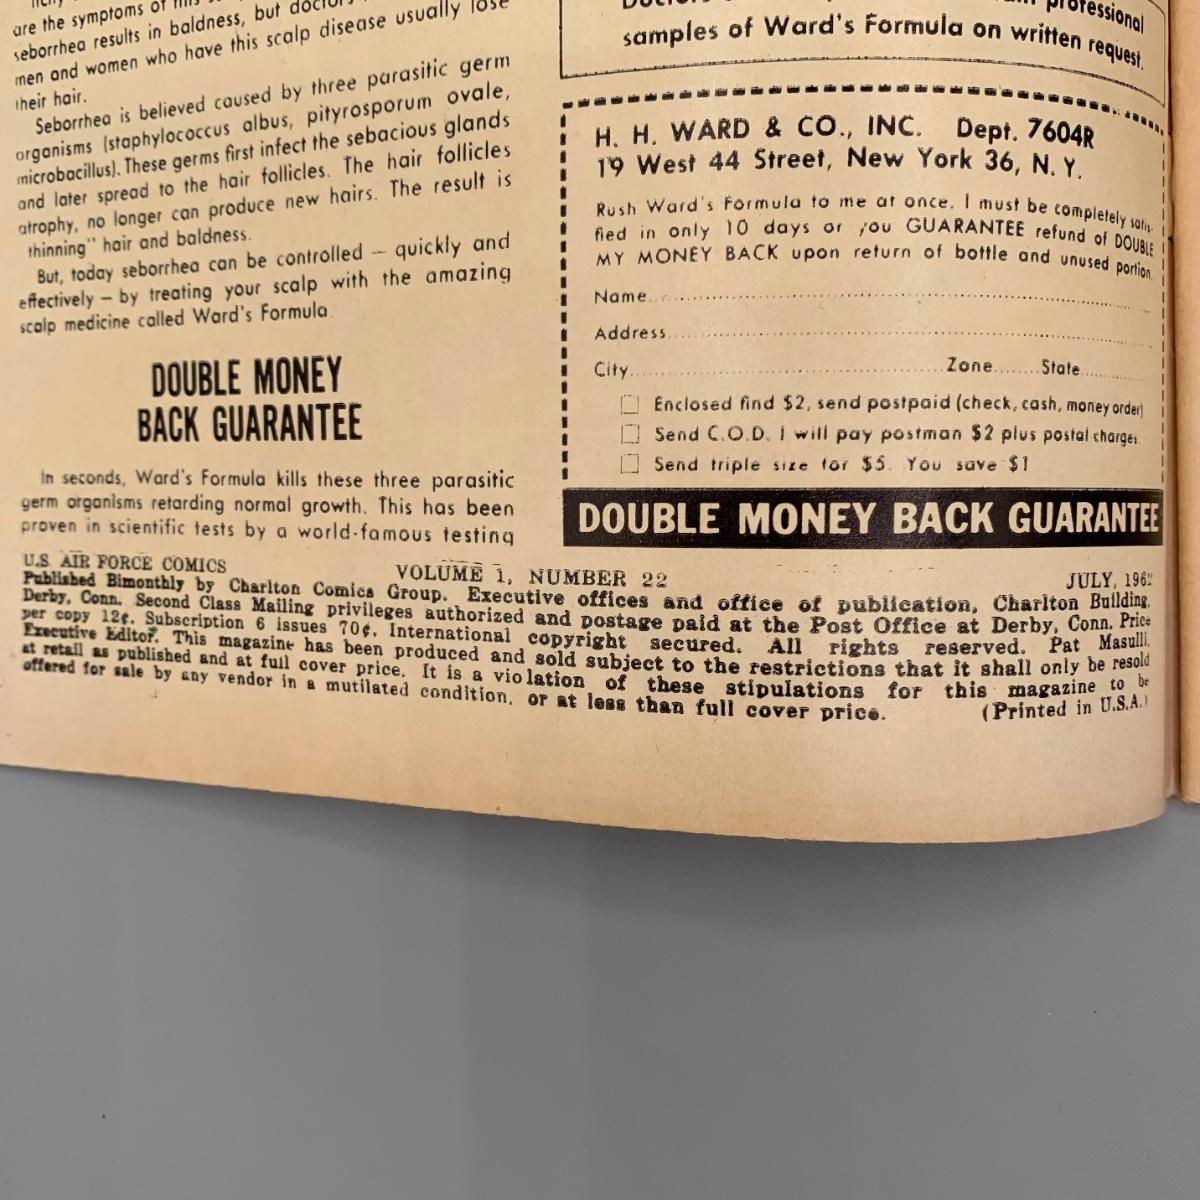 are the symptoms of this
seborrhea results in baldness, but doctors
men and women who have this scalp disease usually lose
their hair.
Seborrhea is believed caused by three parasitic germ
organisms (staphylococcus albus, pityrosporum ovale,
microbacillus). These germs first infect the sebacious glands
and later spread to the hair follicles. The hair follicles
atrophy, no longer can produce new hairs. The result is
thinning" hair and baldness.
But, today seborrhea can be controlled — quickly and
effectively — by treating your scalp with the amazing
scalp medicine called Ward's Formula.
DOUBLE MONEY
BACK GUARANTEE
In seconds, Ward's Formula kills these three parasitic
germ organisms retarding normal growth. This has been
proven in scientific tests by a world-famous testing
professional
samples of Ward's Formula on written request.
H. H. WARD & CO., INC. Dept. 7604R
19 West 44 Street, New York 36, N. Y.
Rush Ward's Formula to me at once. I must be completely satis-
fied in only 10 days or you GUARANTEE refund of DOUBLE
MY MONEY BACK upon return of bottle and unused portion.
Name
Address
City Zone State
Enclosed find $2, send postpaid (check, cash, money order)
Send C.O.D. I will pay postman $2 plus postal charges.
Send triple size for $5. You save $1
DOUBLE MONEY BACK GUARANTEE
U.S. AIR FORCE COMICS VOLUME 1, NUMBER 22 JULY, 1962
Published Bimonthly by Charlton Comics Group. Executive offices and office of publication, Charlton Building,
Derby, Conn. Second Class Mailing privileges authorized and postage paid at the Post Office at Derby, Conn. Price
per copy 12¢. Subscription 6 issues 70¢. International copyright secured. All rights reserved. Pat Masulli,
Executive Editor. This magazine has been produced and sold subject to the restrictions that it shall only be resold
at retail as published and at full cover price. It is a violation of these stipulations for this magazine to be
offered for sale by any vendor in a mutilated condition, or at less than full cover price. (Printed in U.S.A.)